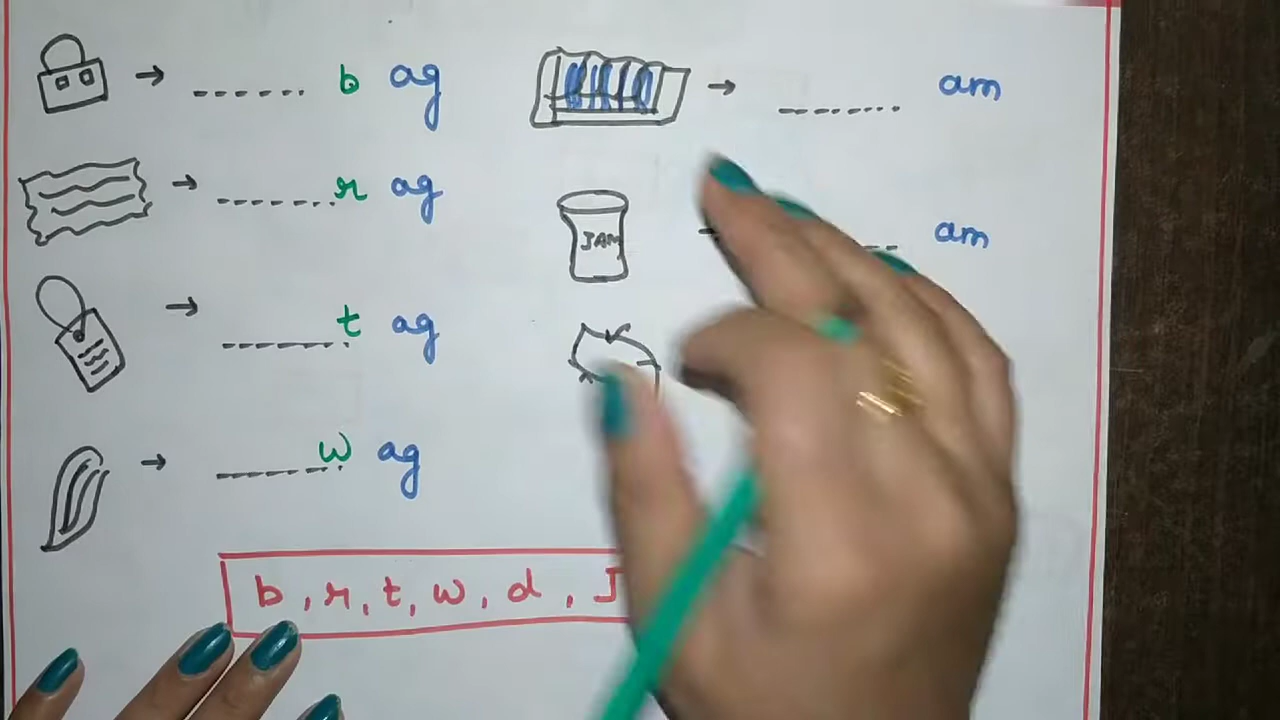 → ------ b ag
→ ------ r ag
→ ------ t ag
→ ------ w ag
→ ------ am
JAM
am
b, r, t, w, d, J